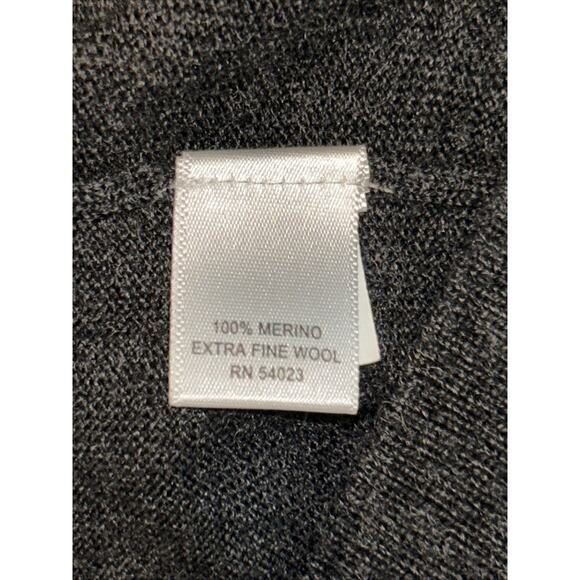 100% MERINO
EXTRA FINE WOOL
RN 54023